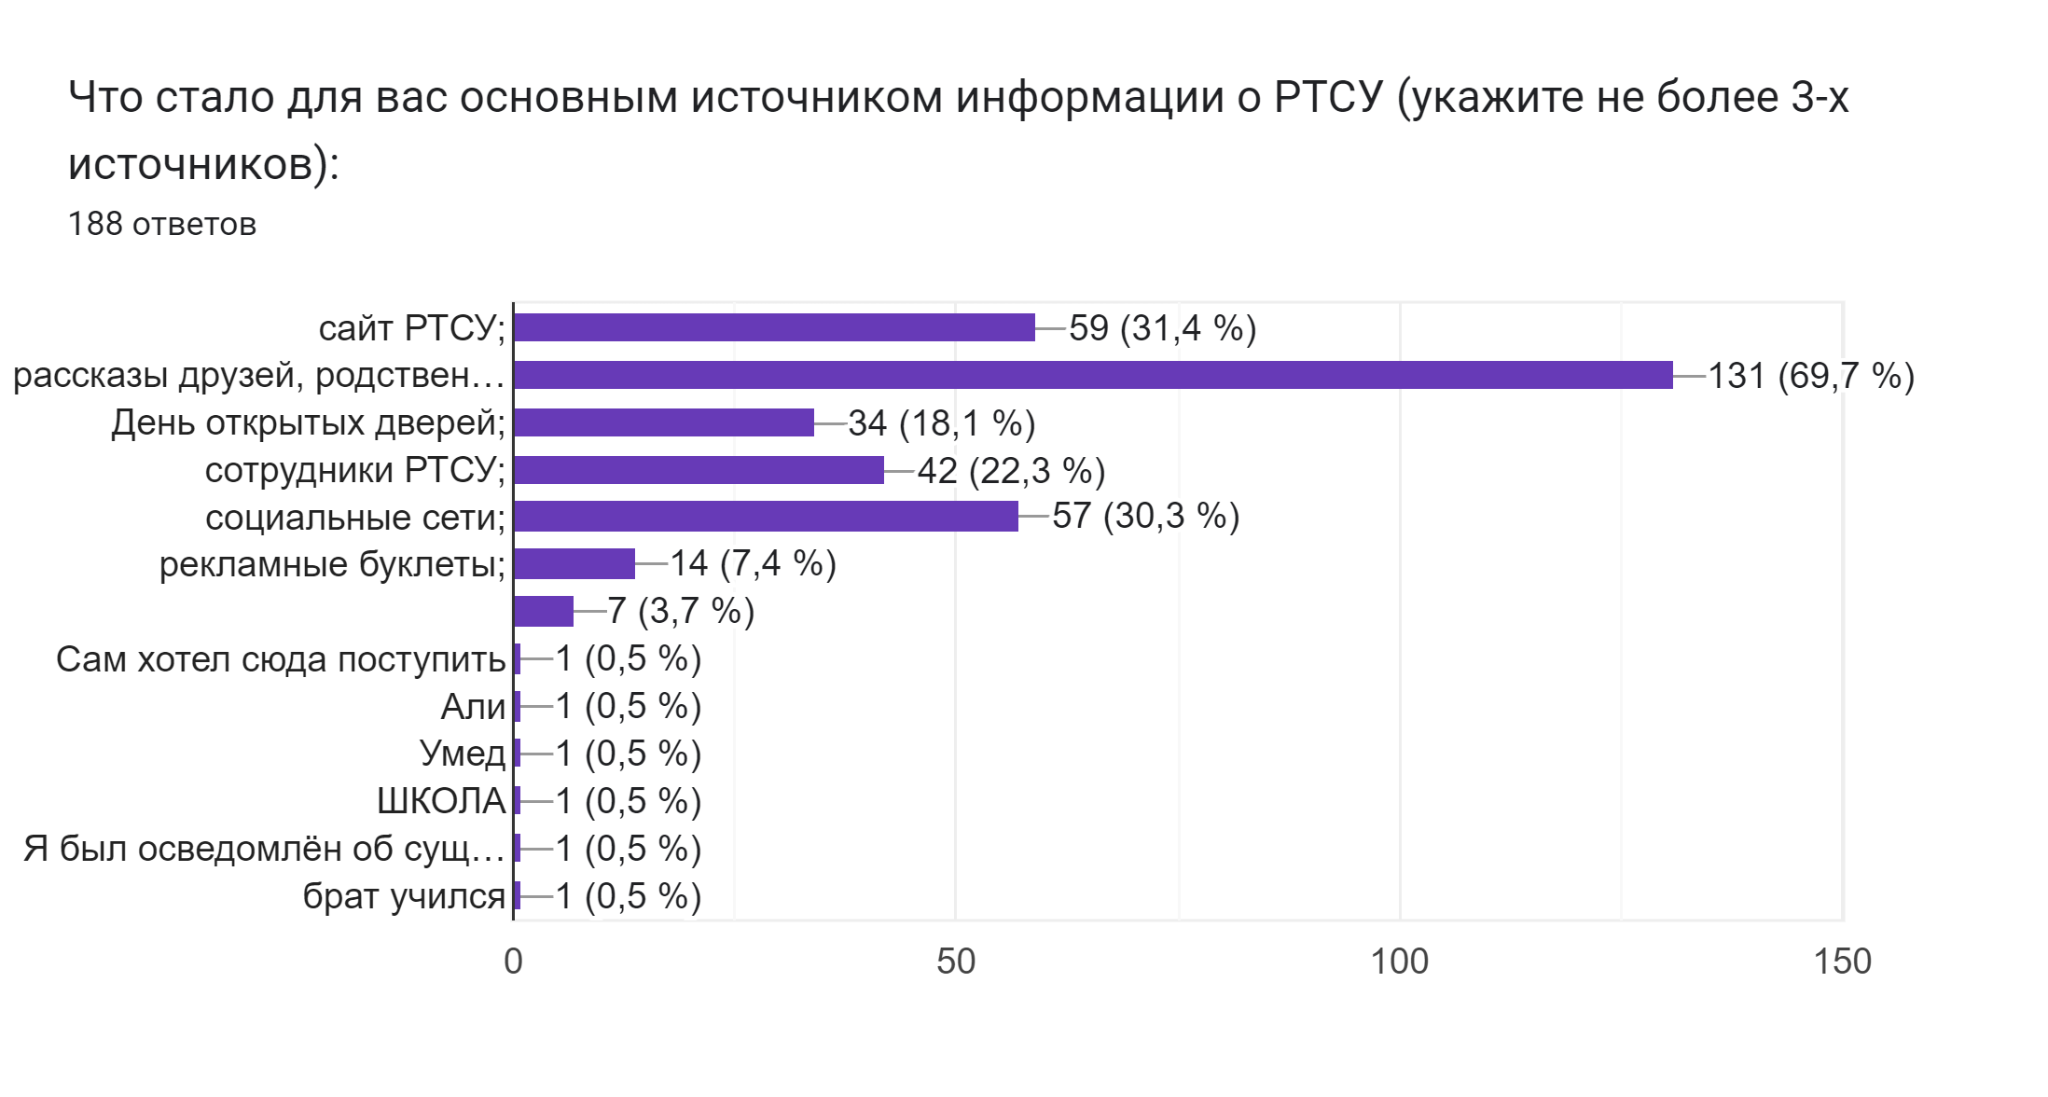 Что стало для вас основным источником информации о РТСУ (укажите не более 3-х
источников):
188 ответов
сайт РТСУ; 59 (31,4 %)
рассказы друзей, родствен… 131 (69,7 %)
День открытых дверей; 34 (18,1 %)
сотрудники РТСУ; 42 (22,3 %)
социальные сети; 57 (30,3 %)
рекламные буклеты; 14 (7,4 %)
7 (3,7 %)
Сам хотел сюда поступить 1 (0,5 %)
Али 1 (0,5 %)
Умед 1 (0,5 %)
ШКОЛА 1 (0,5 %)
Я был осведомлён об сущ… 1 (0,5 %)
брат учился 1 (0,5 %)
0 50 100 150